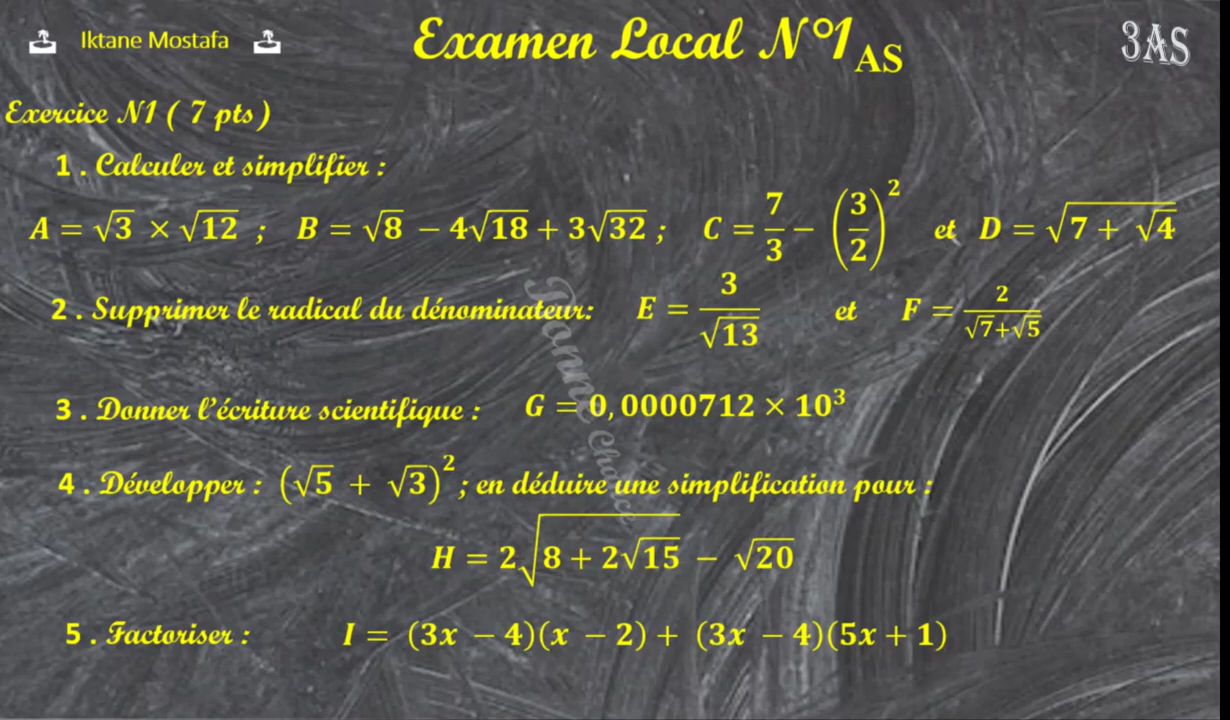 Iktane Mostafa
Examen Local N°1 AS
3AS
Exercice N1 ( 7 pts )
1 . Calculer et simplifier :
A = √3 × √12 ; B = √8 − 4√18 + 3√32 ; C = 7/3 − (3/2)² et D = √(7 + √4)
2 . Supprimer le radical du dénominateur: E = 3/√13 et F = 2/(√7+√5)
3 . Donner l'écriture scientifique : G = 0,0000712 × 10³
4 . Développer : (√5 + √3)² ; en déduire une simplification pour :
H = 2√(8 + 2√15) − √20
5 . Factoriser : I = (3x − 4)(x − 2) + (3x − 4)(5x + 1)